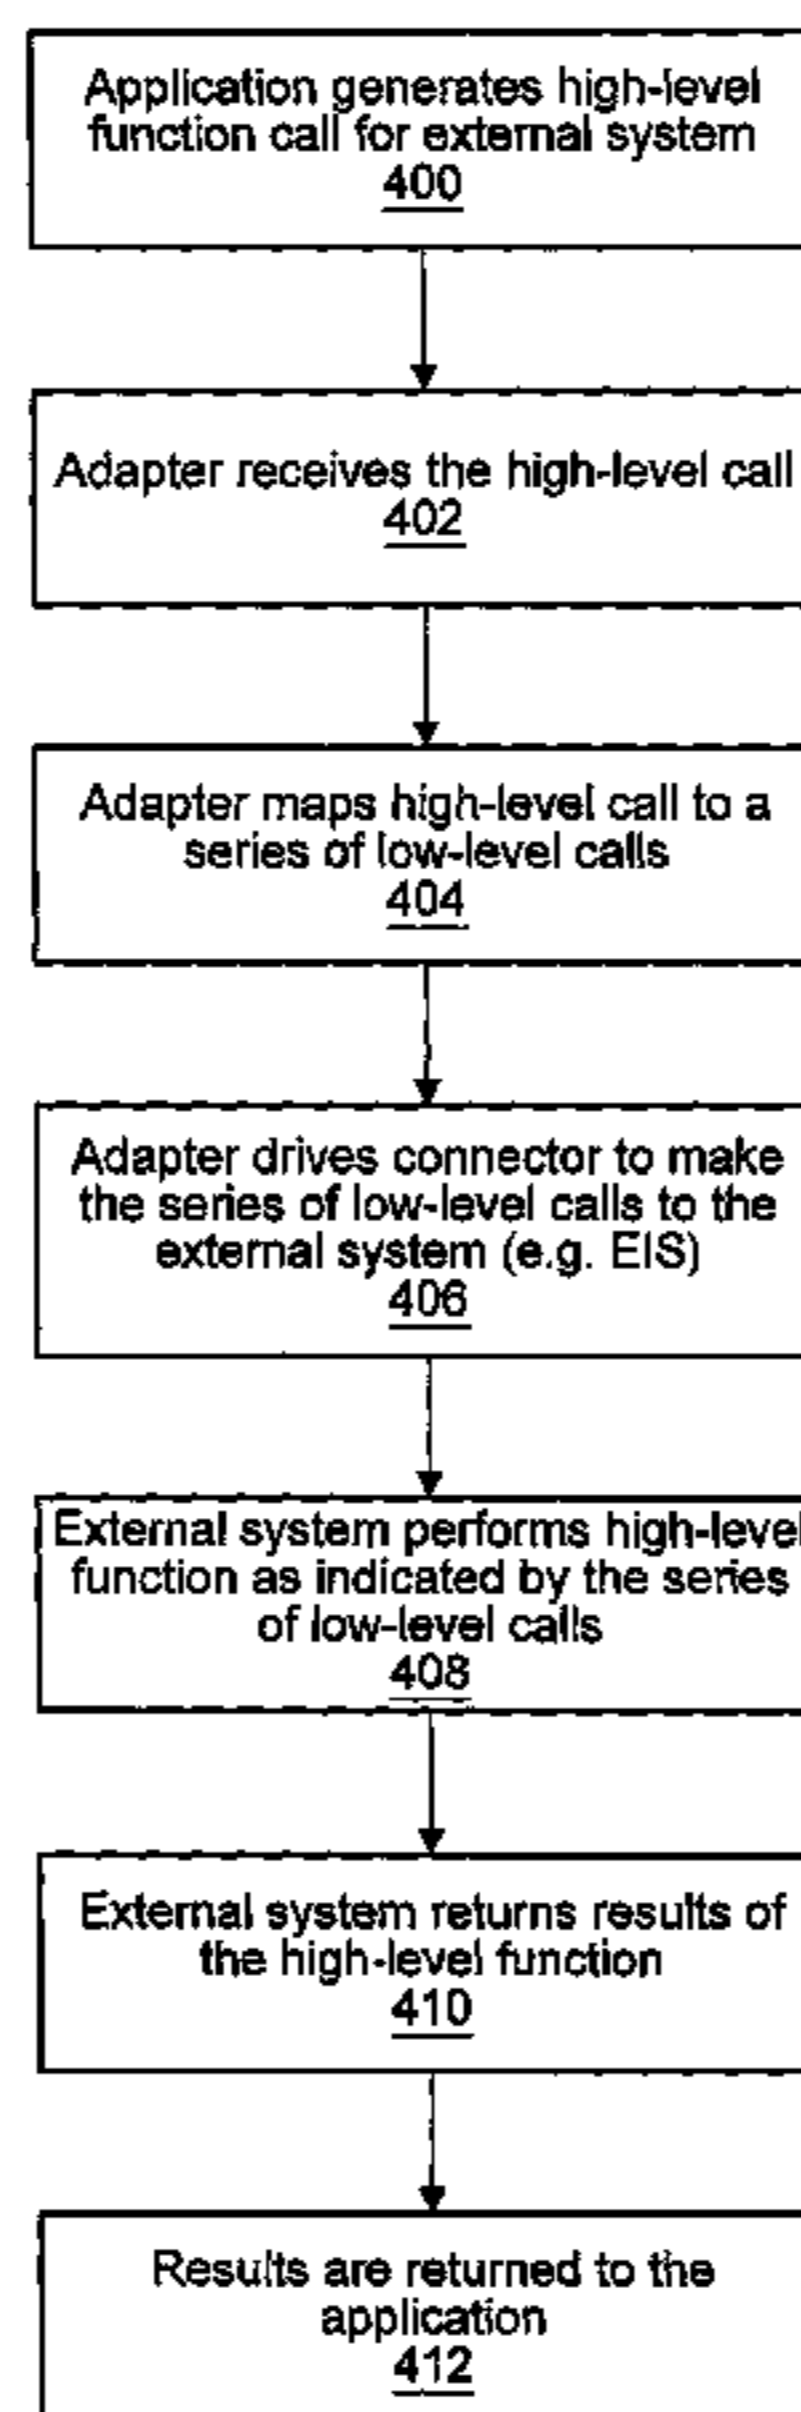 Application generates high-level
function call for external system
400
Adapter receives the high-level call
402
Adapter maps high-level call to a
series of low-level calls
404
Adapter drives connector to make
the series of low-level calls to the
external system (e.g. EIS)
406
External system performs high-level
function as indicated by the series
of low-level calls
408
External system returns results of
the high-level function
410
Results are returned to the
application
412